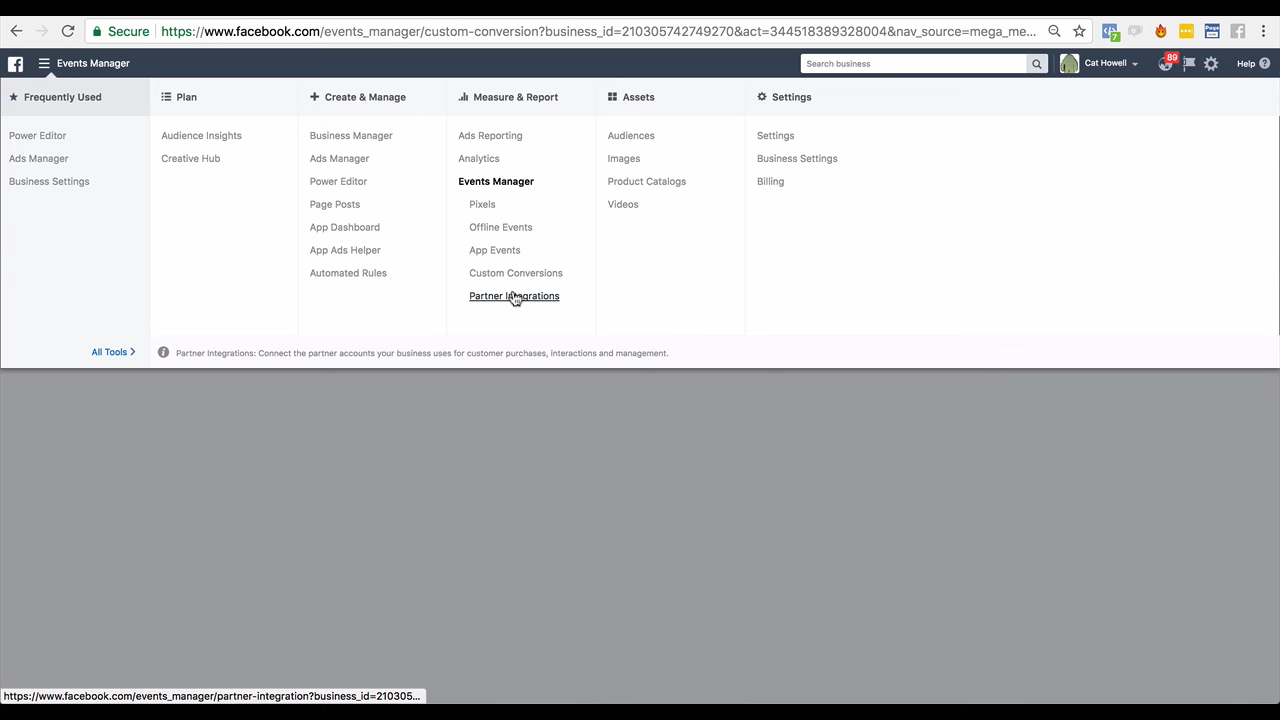 Secure https://www.facebook.com/events_manager/custom-conversion?business_id=210305742749270&act=344518389328004&nav_source=mega_me...
7
Events Manager
Search business
Cat Howell
89
Help
Frequently Used
Power Editor
Ads Manager
Business Settings
All Tools
Plan
Audience Insights
Creative Hub
Create & Manage
Business Manager
Ads Manager
Power Editor
Page Posts
App Dashboard
App Ads Helper
Automated Rules
Measure & Report
Ads Reporting
Analytics
Events Manager
Pixels
Offline Events
App Events
Custom Conversions
Partner Integrations
Assets
Audiences
Images
Product Catalogs
Videos
Settings
Settings
Business Settings
Billing
Partner Integrations: Connect the partner accounts your business uses for customer purchases, interactions and management.
https://www.facebook.com/events_manager/partner-integration?business_id=210305...